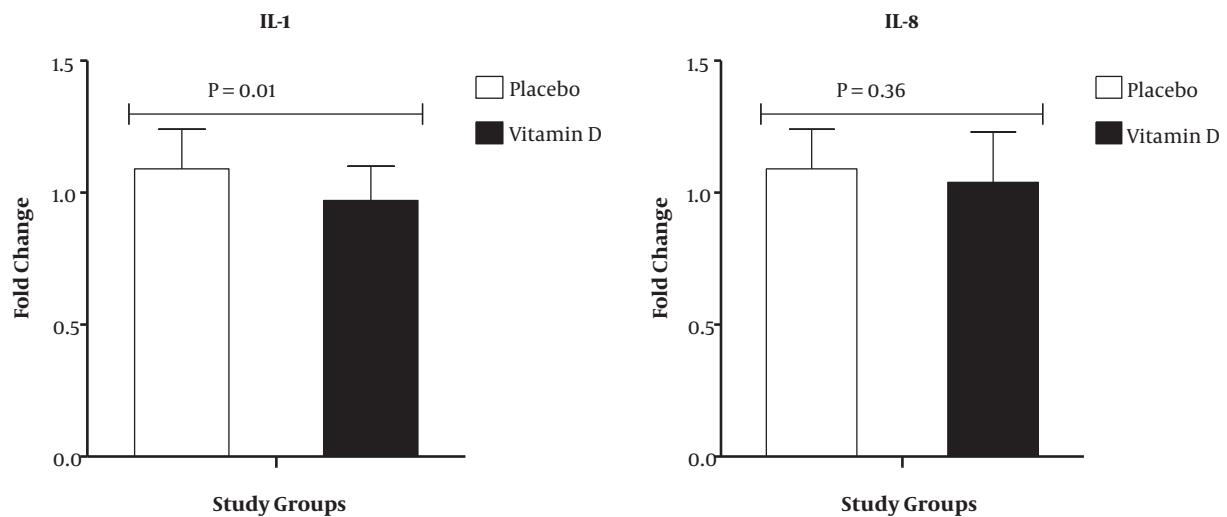 IL-1
1.5
P = 0.01
Placebo
Vitamin D
1.0
0.5
0.0
Fold Change
Study Groups
IL-8
1.5
P = 0.36
Placebo
Vitamin D
1.0
0.5
0.0
Fold Change
Study Groups